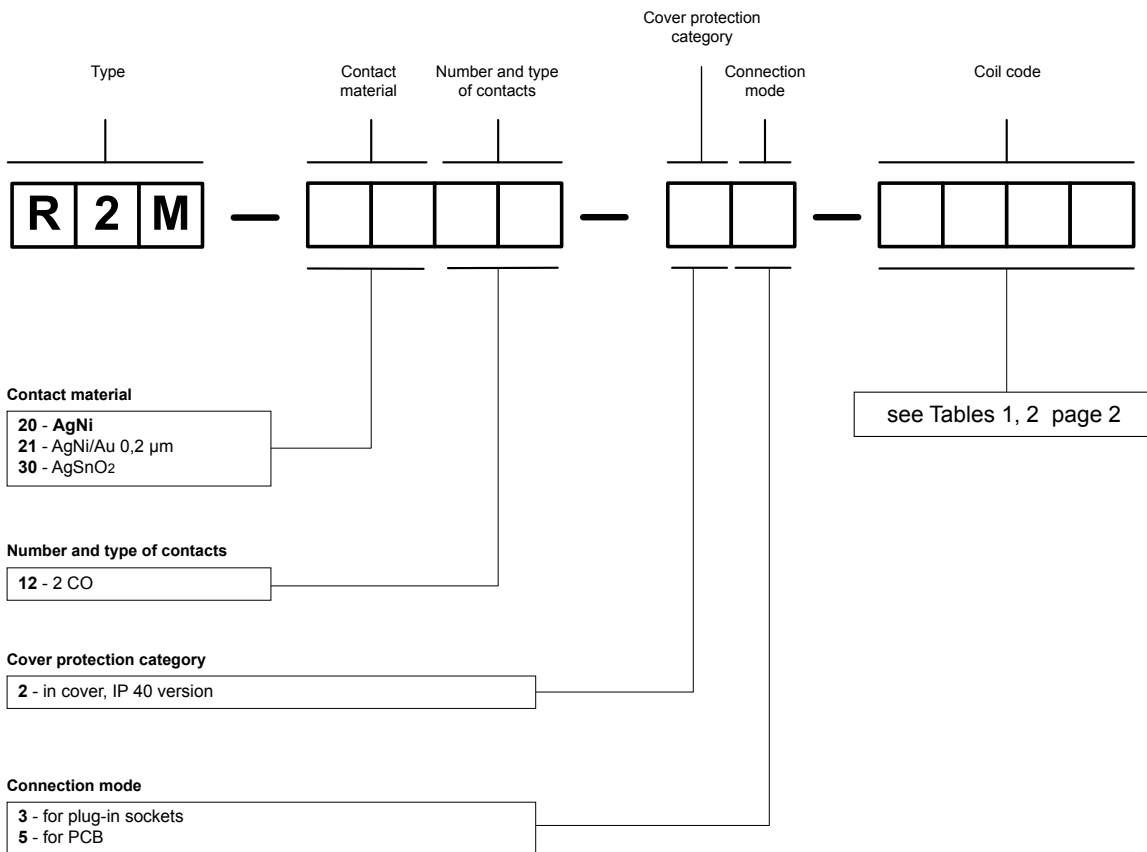 Cover protection
category
Type
Contact
material
Number and type
of contacts
Connection
mode
Coil code
R 2 M — — —
Contact material
20 - AgNi
21 - AgNi/Au 0,2 µm
30 - AgSnO2
see Tables 1, 2 page 2
Number and type of contacts
12 - 2 CO
Cover protection category
2 - in cover, IP 40 version
Connection mode
3 - for plug-in sockets
5 - for PCB